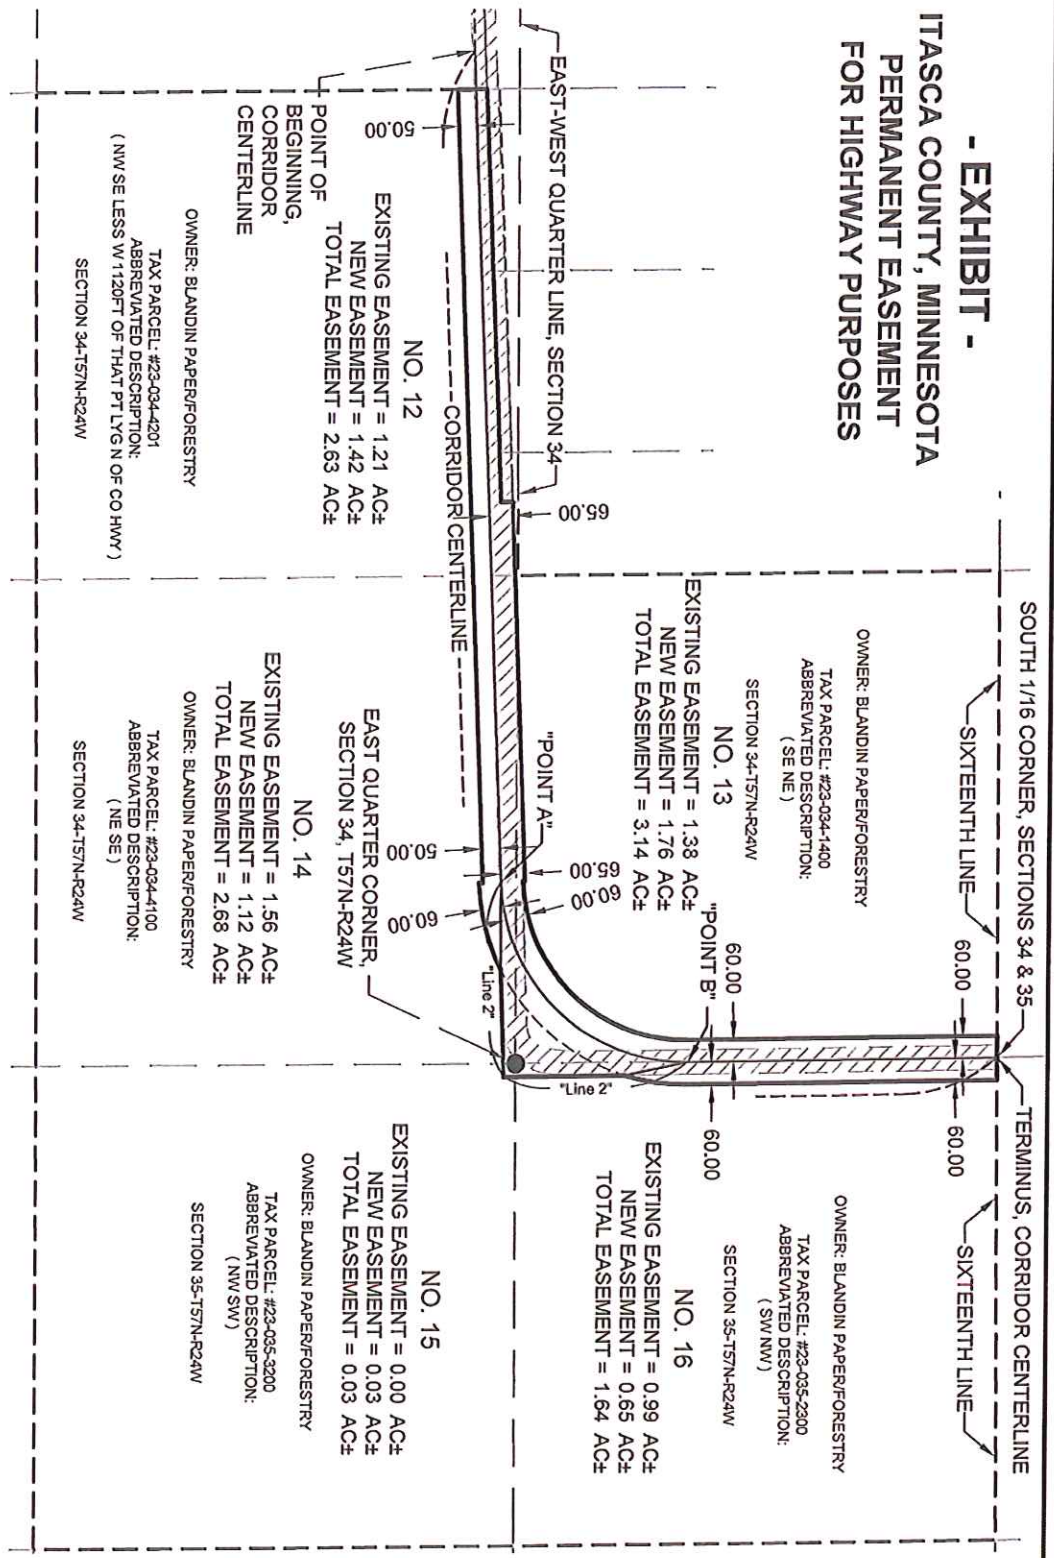 - EXHIBIT -
ITASCA COUNTY, MINNESOTA
PERMANENT EASEMENT
FOR HIGHWAY PURPOSES
SOUTH 1/16 CORNER, SECTIONS 34 & 35
TERMINUS, CORRIDOR CENTERLINE
SIXTEENTH LINE
SIXTEENTH LINE
60.00
60.00
60.00
60.00
OWNER: BLANDIN PAPER/FORESTRY
TAX PARCEL: #23-034-1400
ABBREVIATED DESCRIPTION:
( SE NE )
SECTION 34-T57N-R24W
NO. 13
EXISTING EASEMENT = 1.38 AC±
NEW EASEMENT = 1.76 AC±
TOTAL EASEMENT = 3.14 AC±
"POINT B"
OWNER: BLANDIN PAPER/FORESTRY
TAX PARCEL: #23-035-2300
ABBREVIATED DESCRIPTION:
( SW NW )
SECTION 35-T57N-R24W
NO. 16
EXISTING EASEMENT = 0.99 AC±
NEW EASEMENT = 0.65 AC±
TOTAL EASEMENT = 1.64 AC±
EAST-WEST QUARTER LINE, SECTION 34
65.00
"POINT A"
65.00
60.00
"Line 2"
"Line 2"
50.00
CORRIDOR CENTERLINE
50.00
60.00
POINT OF
BEGINNING,
CORRIDOR
CENTERLINE
NO. 12
EXISTING EASEMENT = 1.21 AC±
NEW EASEMENT = 1.42 AC±
TOTAL EASEMENT = 2.63 AC±
OWNER: BLANDIN PAPER/FORESTRY
TAX PARCEL: #23-034-4201
ABBREVIATED DESCRIPTION:
( NW SE LESS W 1120FT OF THAT PT LYG N OF CO HWY )
SECTION 34-T57N-R24W
EAST QUARTER CORNER,
SECTION 34, T57N-R24W
NO. 14
EXISTING EASEMENT = 1.56 AC±
NEW EASEMENT = 1.12 AC±
TOTAL EASEMENT = 2.68 AC±
OWNER: BLANDIN PAPER/FORESTRY
TAX PARCEL: #23-034-4100
ABBREVIATED DESCRIPTION:
( NE SE )
SECTION 34-T57N-R24W
NO. 15
EXISTING EASEMENT = 0.00 AC±
NEW EASEMENT = 0.03 AC±
TOTAL EASEMENT = 0.03 AC±
OWNER: BLANDIN PAPER/FORESTRY
TAX PARCEL: #23-035-3200
ABBREVIATED DESCRIPTION:
( NW SW )
SECTION 35-T57N-R24W